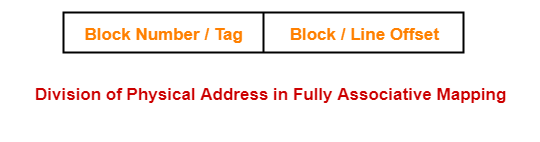 Block Number / Tag
Block / Line Offset
Division of Physical Address in Fully Associative Mapping